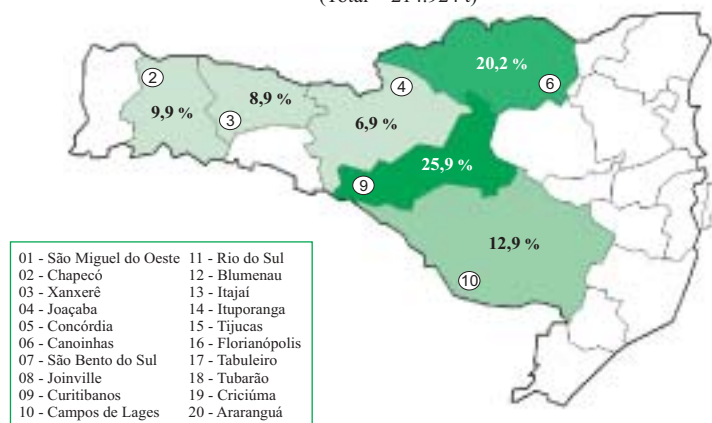 (Total = 214.924 t)
20,2 %
2
4
6
8,9 %
9,9 %
3
6,9 %
25,9 %
9
12,9 %
10
01 - São Miguel do Oeste 11 - Rio do Sul
02 - Chapecó 12 - Blumenau
03 - Xanxerê 13 - Itajaí
04 - Joaçaba 14 - Ituporanga
05 - Concórdia 15 - Tijucas
06 - Canoinhas 16 - Florianópolis
07 - São Bento do Sul 17 - Tabuleiro
08 - Joinville 18 - Tubarão
09 - Curitibanos 19 - Criciúma
10 - Campos de Lages 20 - Araranguá